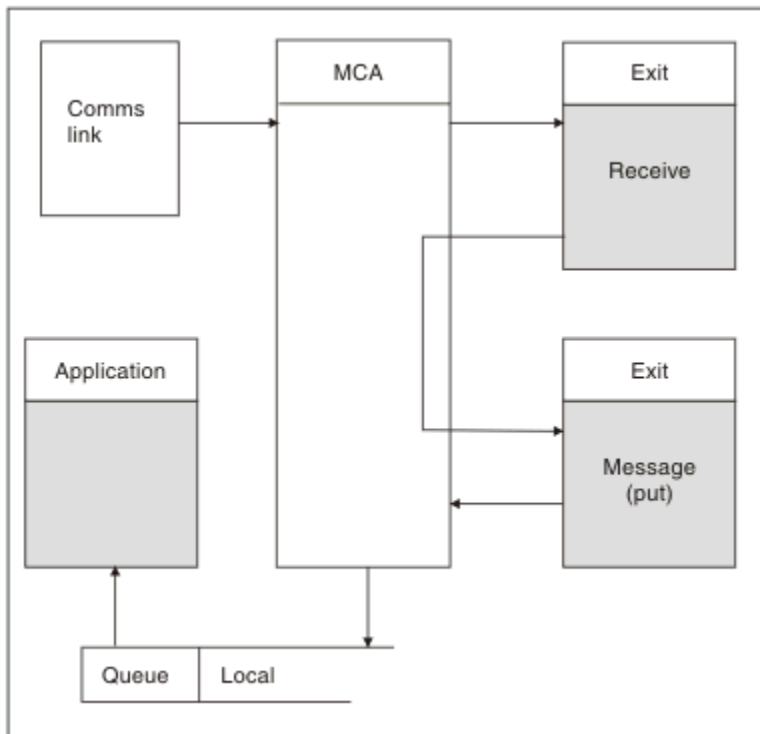 MCA
Exit
Comms
link
Receive
Application
Exit
Message
(put)
Queue
Local